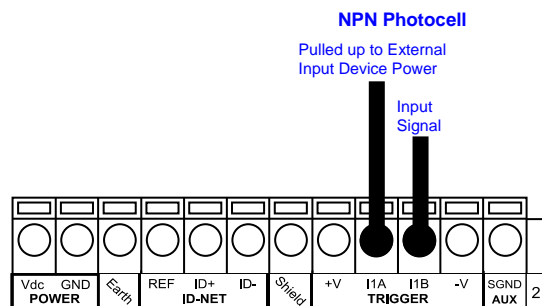 NPN Photocell
Pulled up to External
Input Device Power
Input
Signal
Vdc GND Earth REF ID+ ID- Shield +V I1A I1B -V SGND
POWER ID-NET TRIGGER AUX 2